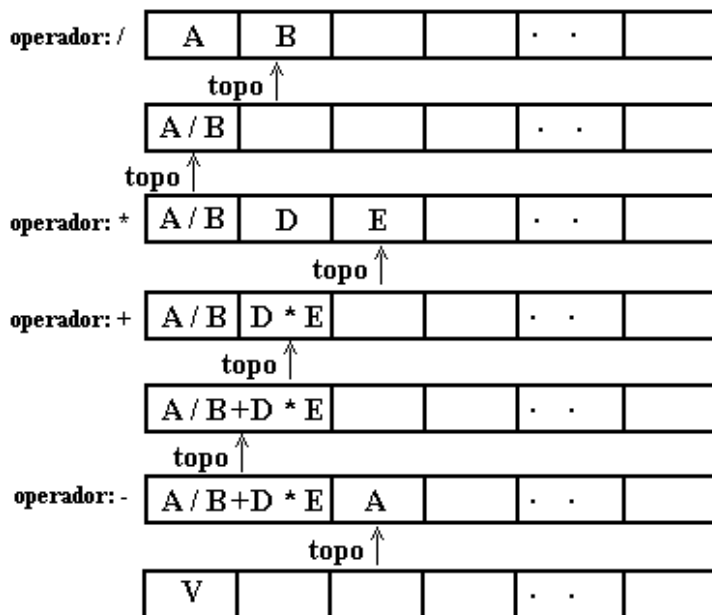 operador: / A B . .
topo
A / B . .
topo
operador: * A / B D E . .
topo
operador: + A / B D * E . .
topo
A / B+D * E . .
topo
operador: - A / B+D * E A . .
topo
V . .